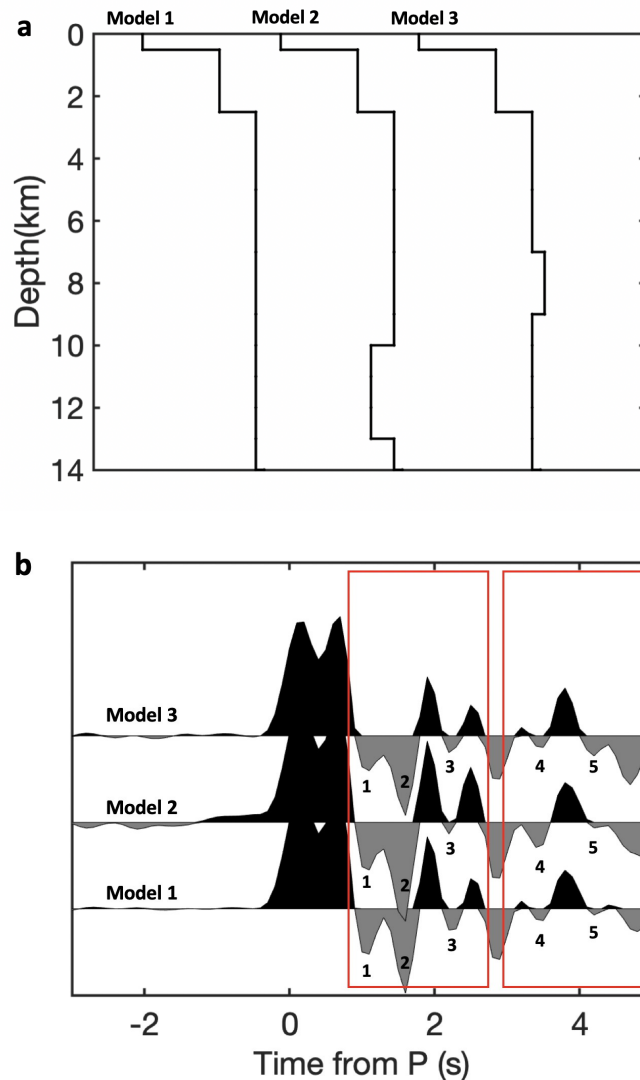 a
Model 1 Model 2 Model 3
0
2
4
6
8
10
12
14
Depth(km)
b
Model 3
1 2 3 4 5
Model 2
1 2 3 4 5
Model 1
1 2 3 4 5
-2 0 2 4
Time from P (s)